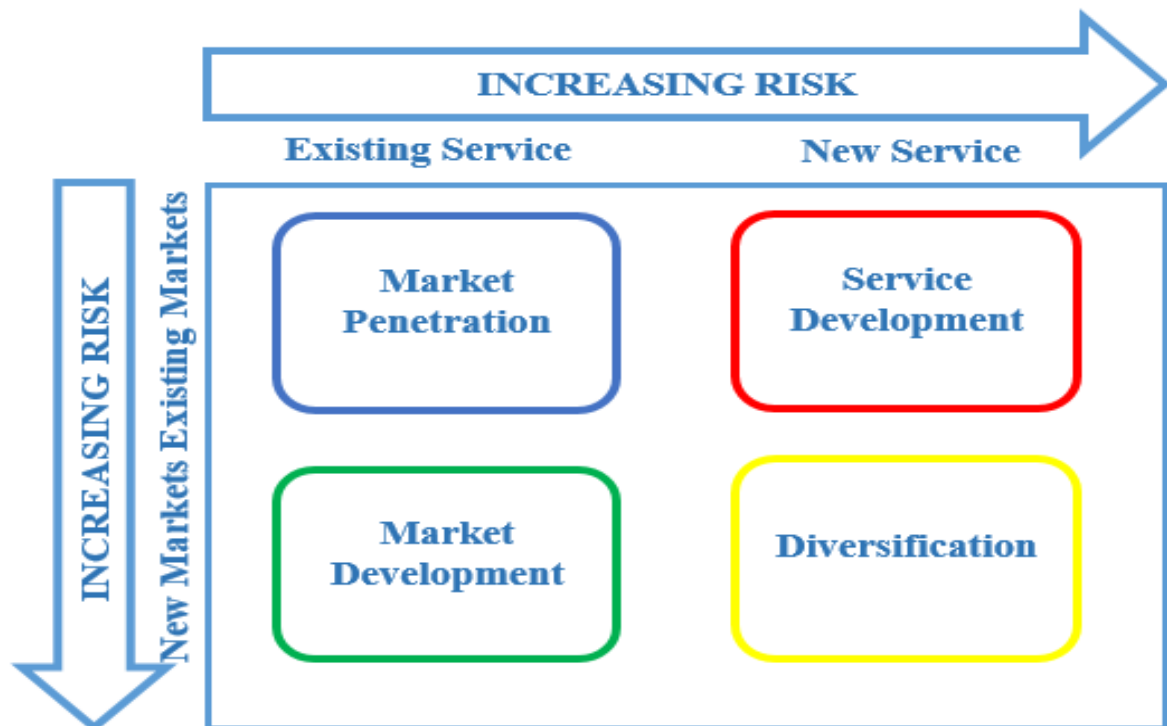 INCREASING RISK
Existing Service
New Service
INCREASING RISK
New Markets Existing Markets
Market
Penetration
Service
Development
Market
Development
Diversification